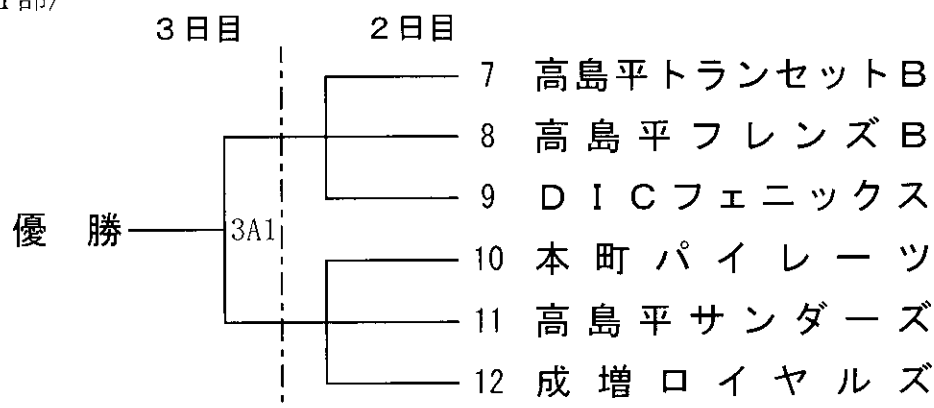 3日目 2日目
7 高島平トランセットB
8 高島平フレンズB
9 DICフェニックス
優勝 3A1
10 本町パイレーツ
11 高島平サンダーズ
12 成増ロイヤルズ